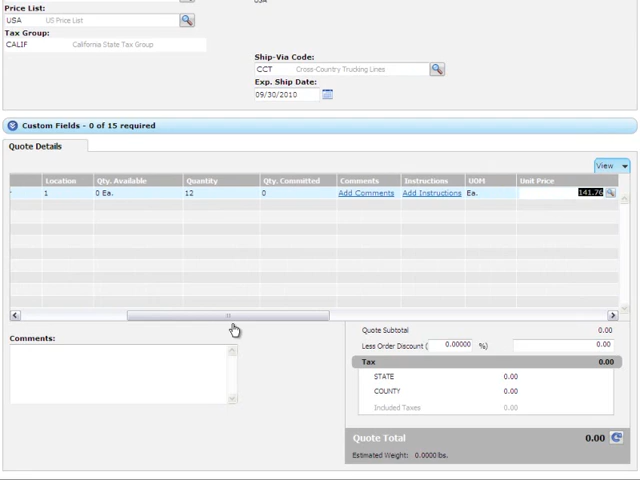 Price List:
USA US Price List
Tax Group:
CALIF California State Tax Group
Ship-Via Code:
CCT Cross-Country Trucking Lines
Exp. Ship Date:
09/30/2010
Custom Fields - 0 of 15 required
Quote Details
View
Location Qty. Available Quantity Qty. Committed Comments Instructions UOM Unit Price
1 0 Ea. 12 0 Add Comments Add Instructions Ea. 141.76
Comments:
Quote Subtotal 0.00
Less Order Discount ( 0.00000 %) 0.00
Tax 0.00
STATE 0.00
COUNTY 0.00
Included Taxes 0.00
Quote Total 0.00
Estimated Weight: 0.0000lbs.